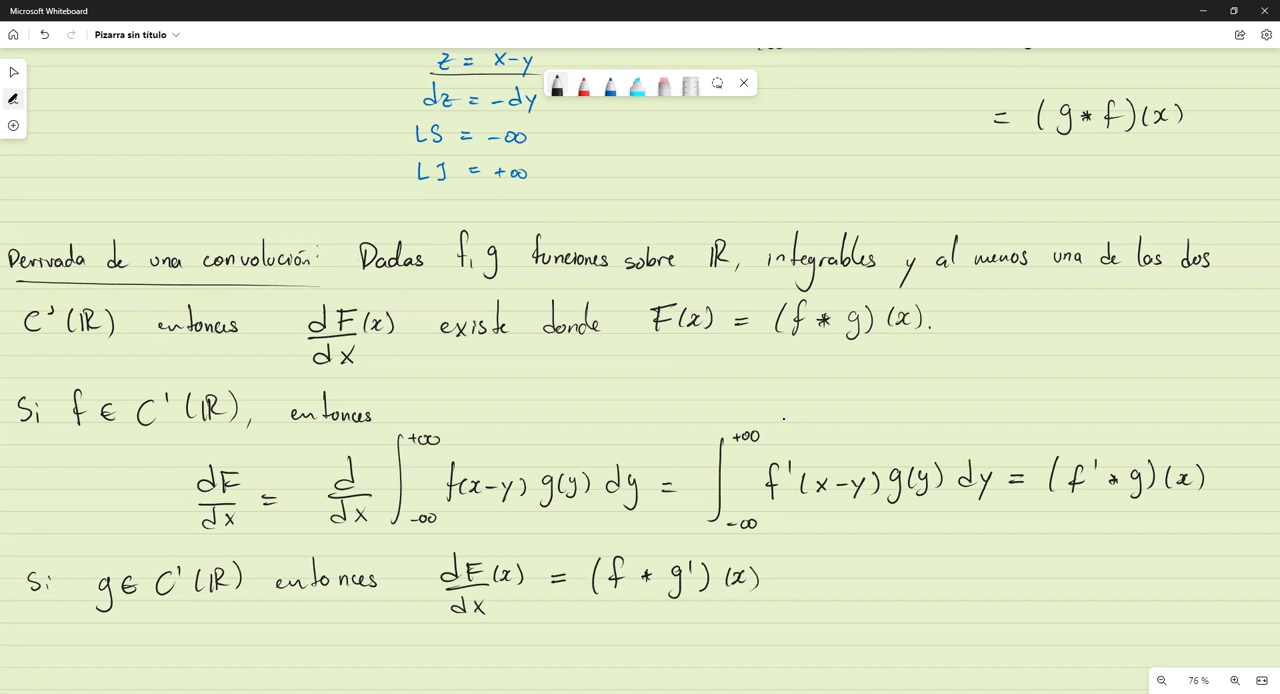 Microsoft Whiteboard
Pizarra sin título
z = x-y
dz = -dy
LS = -∞
LI = +∞
= (g * f)(x)
Derivada de una convolución: Dadas f, g funciones sobre ℝ, integrables y al menos una de las dos
C'(ℝ) entonces dF(x)/dx existe donde F(x) = (f * g)(x).
Si f ∈ C'(ℝ), entonces
dF/dx = d/dx ∫_{-∞}^{+∞} f(x-y) g(y) dy = ∫_{-∞}^{+∞} f'(x-y) g(y) dy = (f' * g)(x)
Si g ∈ C'(ℝ) entonces dF(x)/dx = (f * g')(x)
76 %